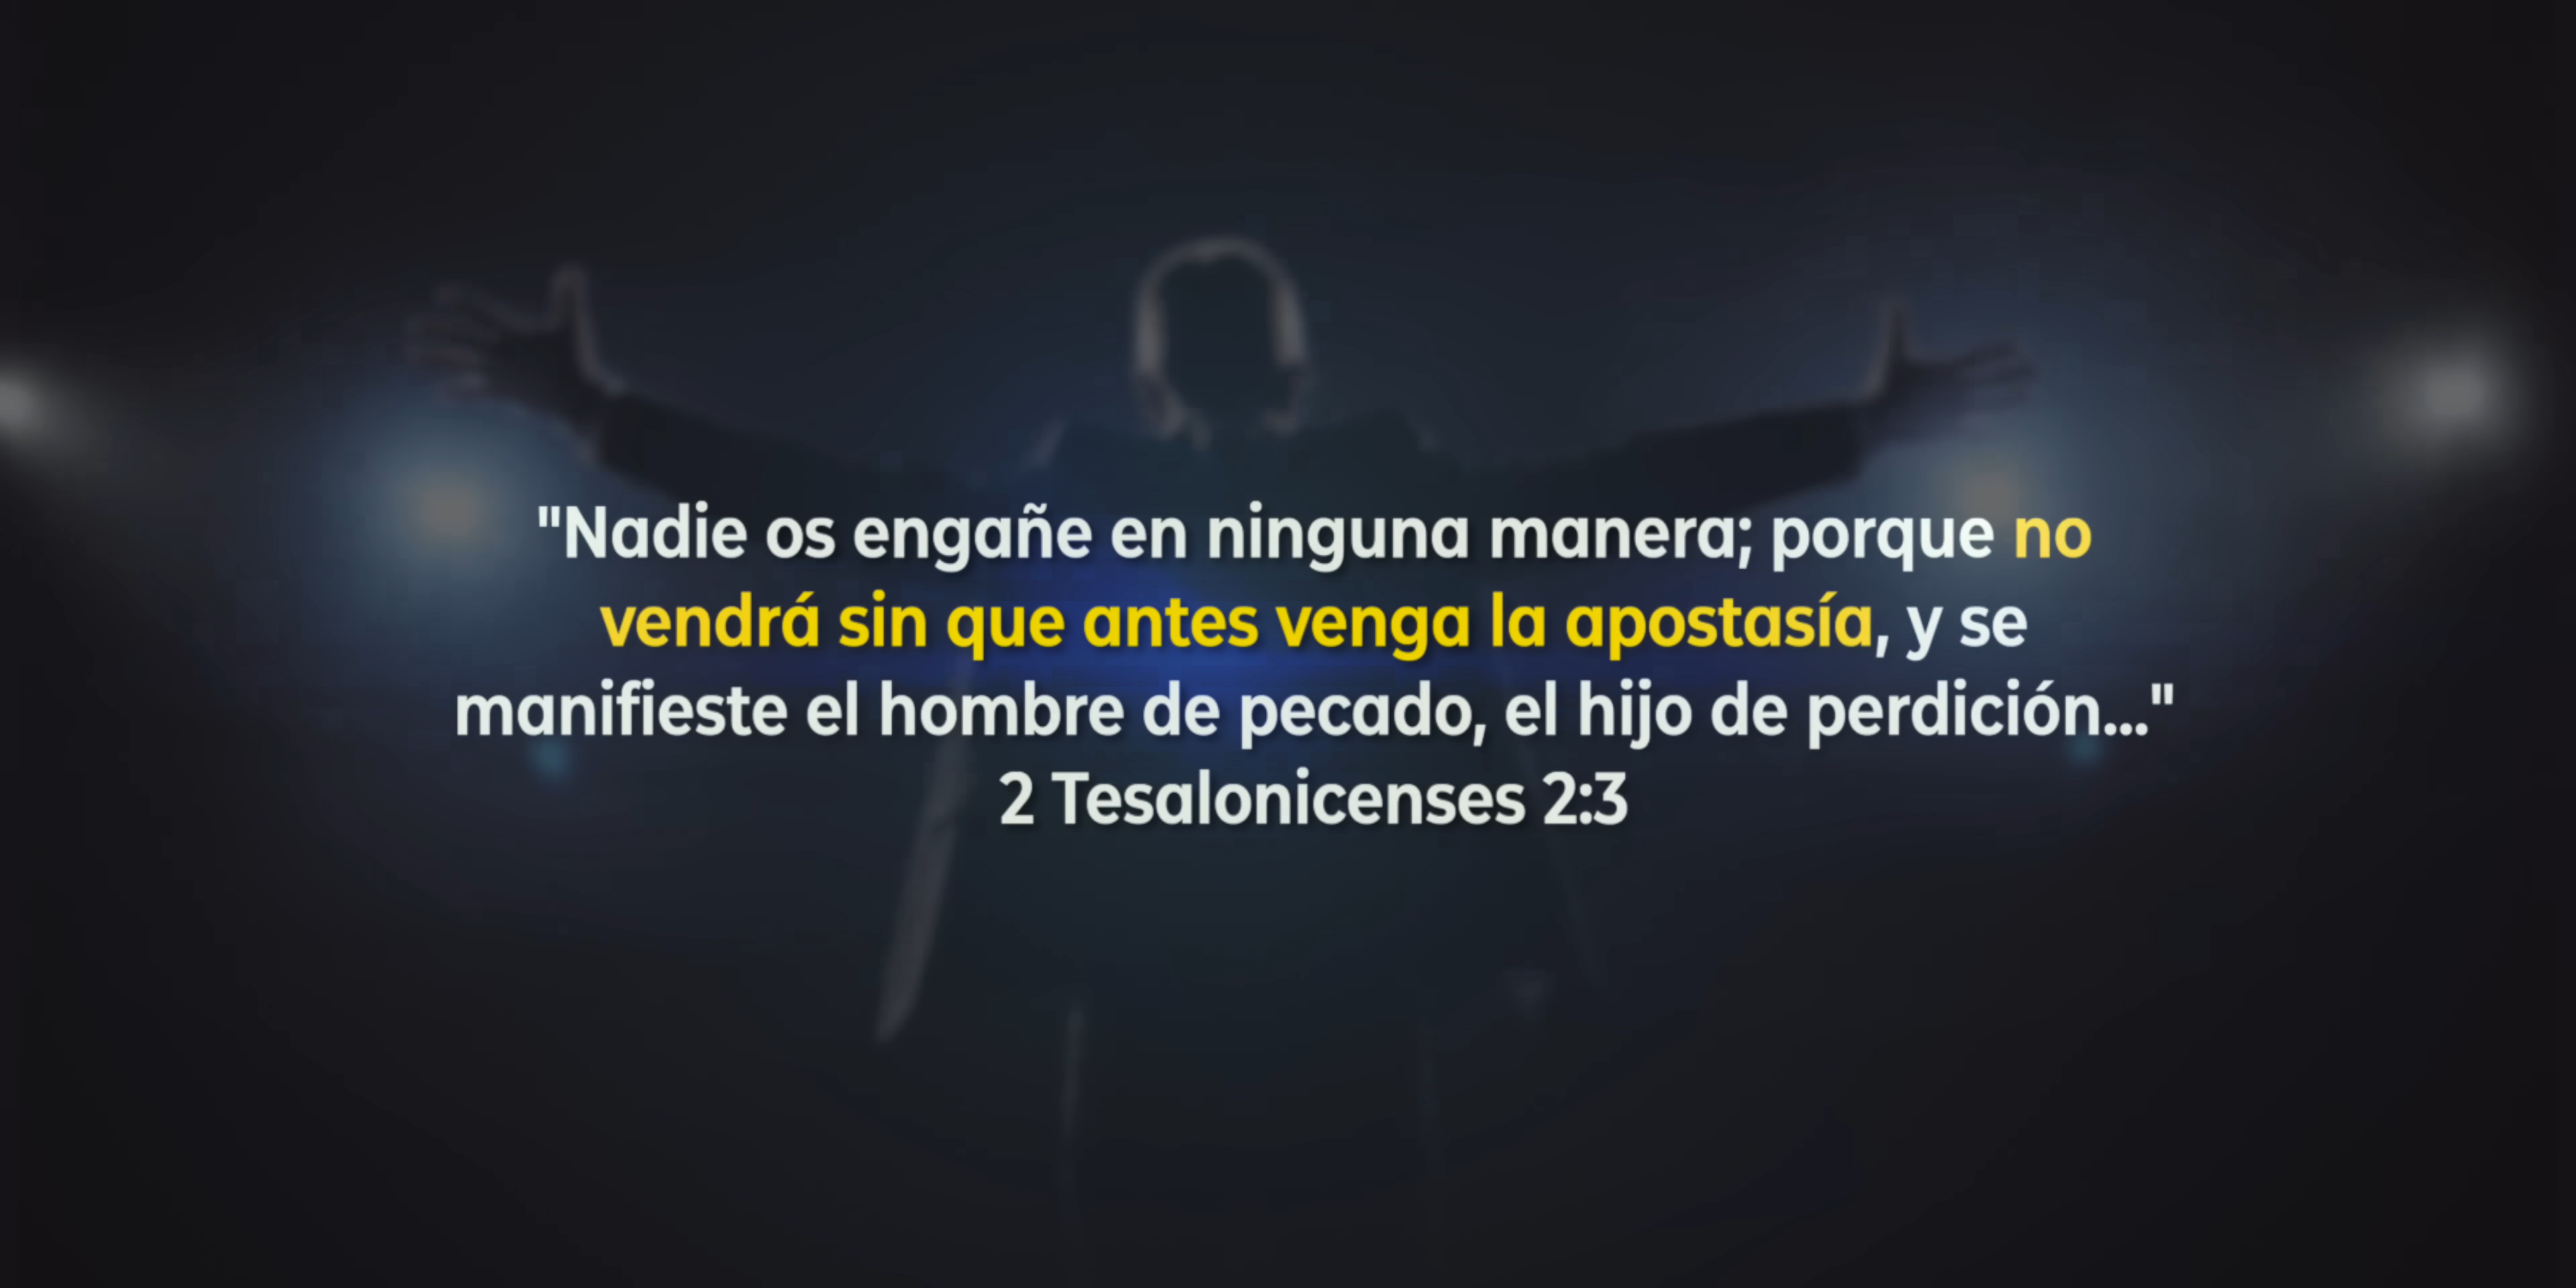 "Nadie os engañe en ninguna manera; porque no
vendrá sin que antes venga la apostasía, y se
manifieste el hombre de pecado, el hijo de perdición..."
2 Tesalonicenses 2:3